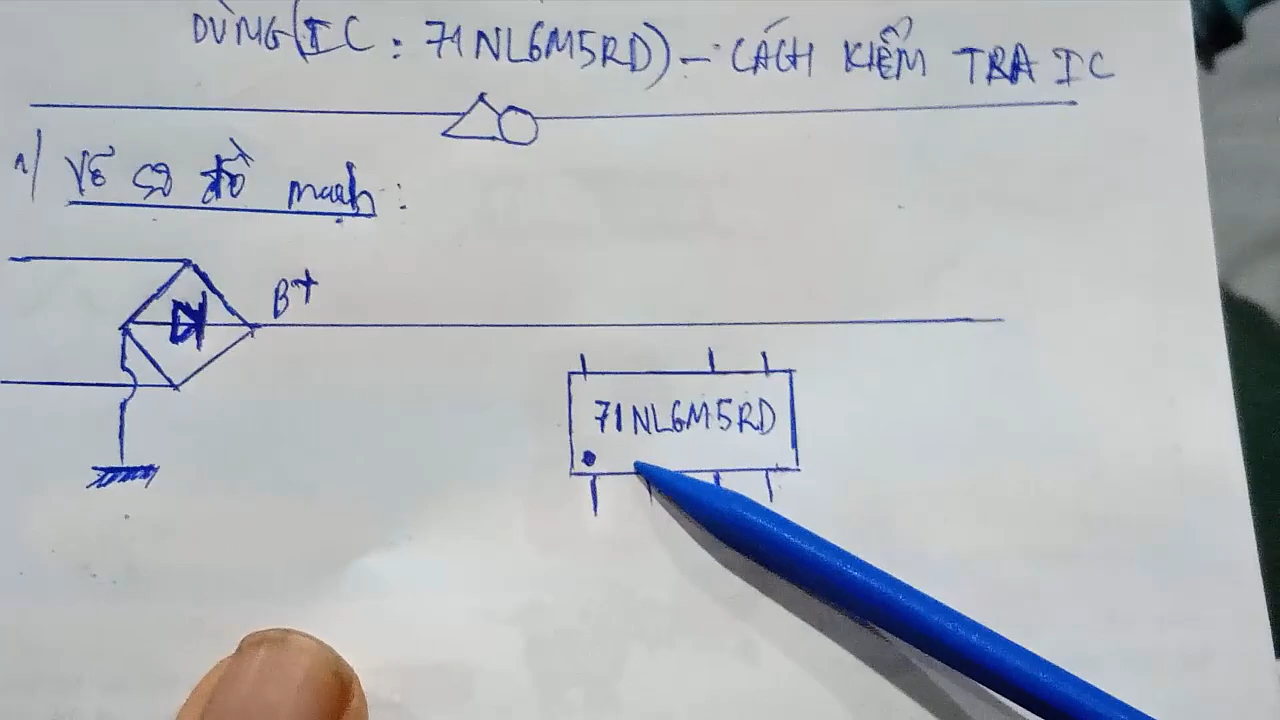 DÙNG(IC : 71NL6M5RD) – CÁCH KIỂM TRA IC
1/ Vẽ sơ đồ mạch :
B+
71NL6M5RD